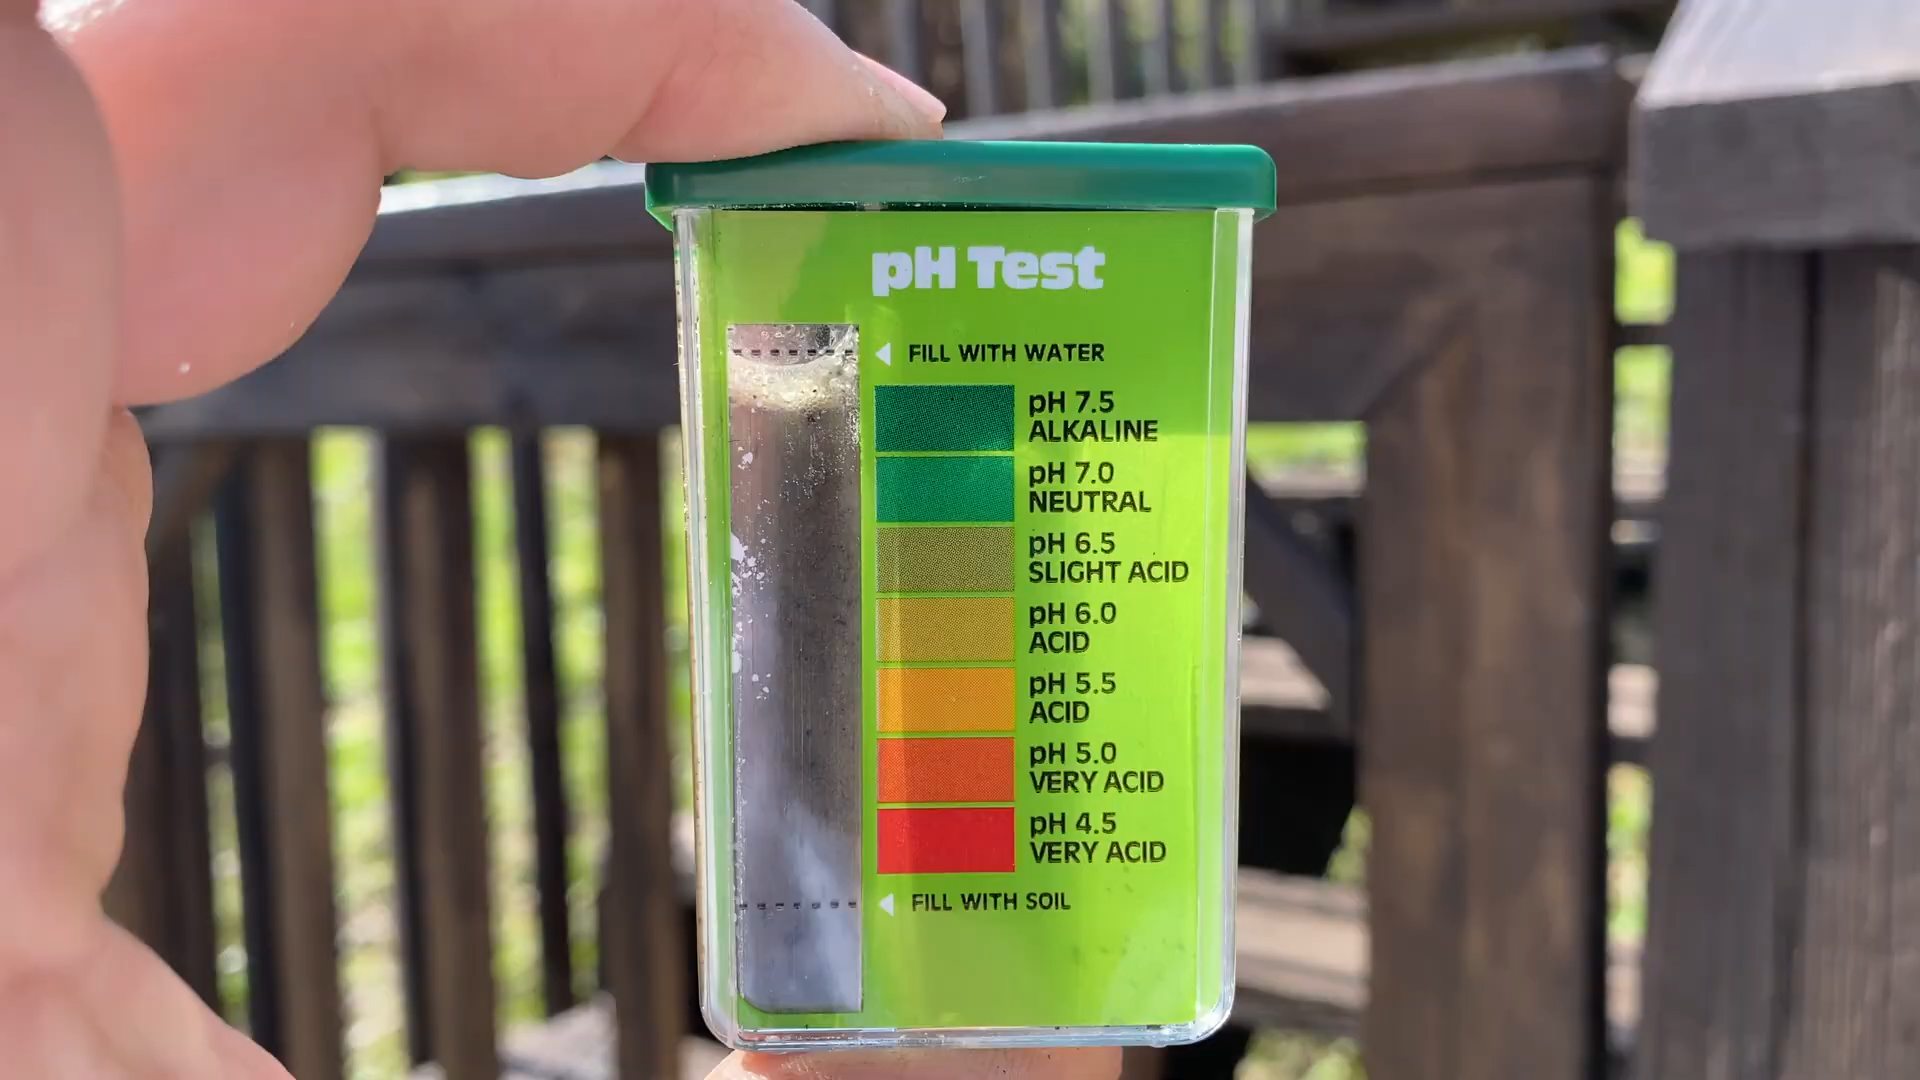 pH Test
FILL WITH WATER
pH 7.5
ALKALINE
pH 7.0
NEUTRAL
pH 6.5
SLIGHT ACID
pH 6.0
ACID
pH 5.5
ACID
pH 5.0
VERY ACID
pH 4.5
VERY ACID
FILL WITH SOIL